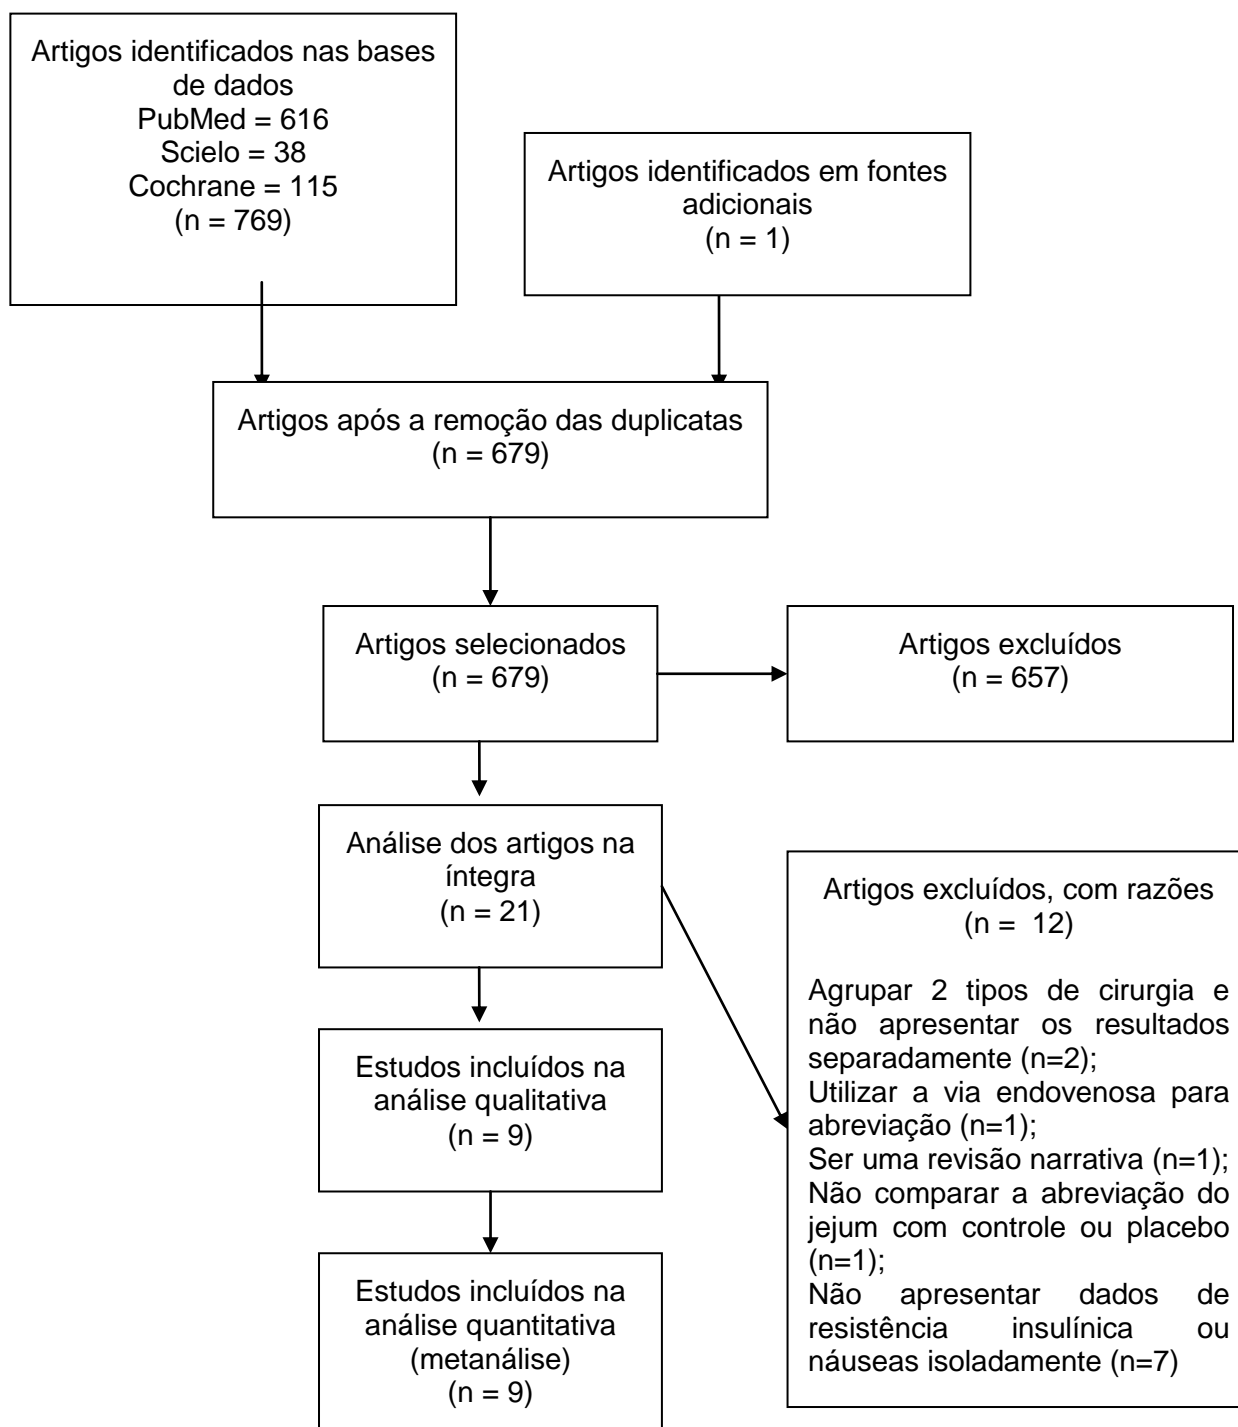 Artigos identificados nas bases
de dados
PubMed = 616
Scielo = 38
Cochrane = 115
(n = 769)
Artigos identificados em fontes
adicionais
(n = 1)
Artigos após a remoção das duplicatas
(n = 679)
Artigos selecionados
(n = 679)
Artigos excluídos
(n = 657)
Análise dos artigos na
íntegra
(n = 21)
Artigos excluídos, com razões
(n = 12)
Agrupar 2 tipos de cirurgia e
não apresentar os resultados
separadamente (n=2);
Utilizar a via endovenosa para
abreviação (n=1);
Ser uma revisão narrativa (n=1);
Não comparar a abreviação do
jejum com controle ou placebo
(n=1);
Não apresentar dados de
resistência insulínica ou
náuseas isoladamente (n=7)
Estudos incluídos na
análise qualitativa
(n = 9)
Estudos incluídos na
análise quantitativa
(metanálise)
(n = 9)